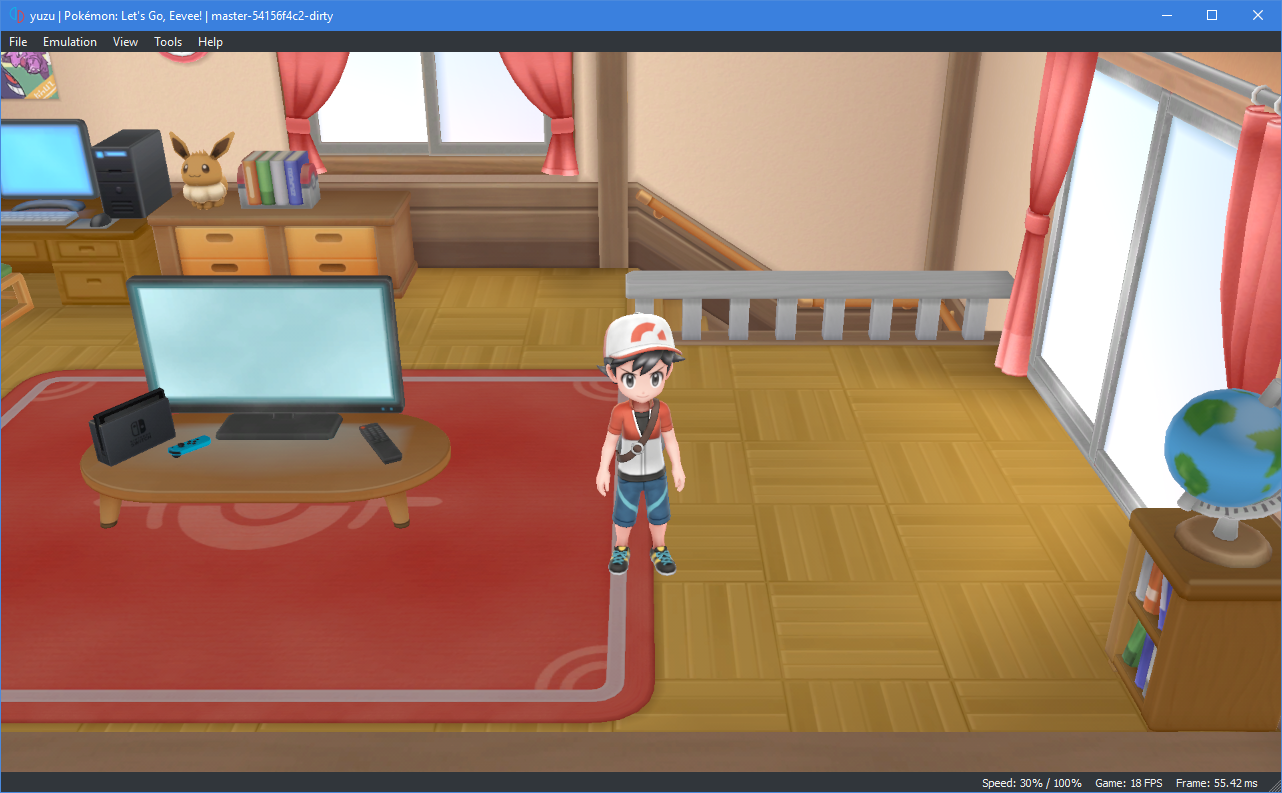 yuzu | Pokémon: Let's Go, Eevee! | master-54156f4c2-dirty
File Emulation View Tools Help
Speed: 30% / 100% Game: 18 FPS Frame: 55.42 ms